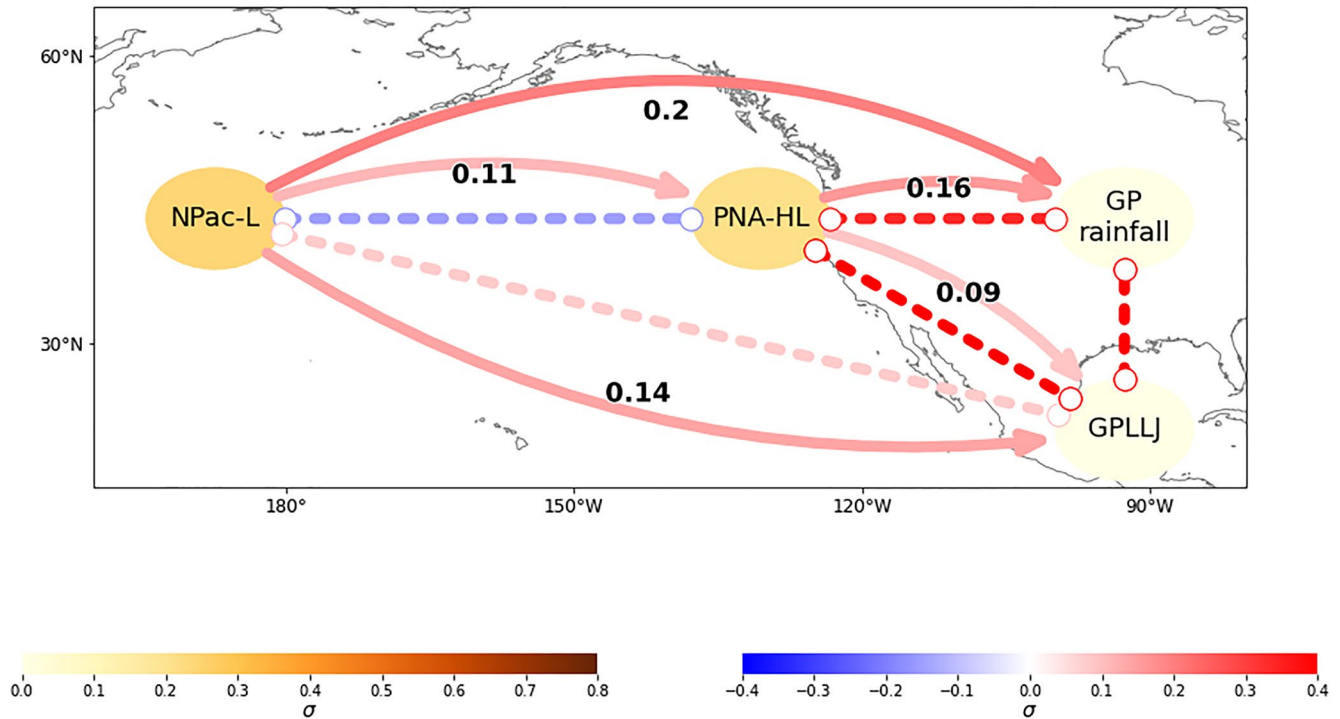 60°N
0.2
0.11
0.16
NPac-L
PNA-HL
GP
rainfall
0.09
30°N
0.14
GPLLJ
180°
150°W
120°W
90°W
0.0 0.1 0.2 0.3 0.4 0.5 0.6 0.7 0.8
σ
−0.4 −0.3 −0.2 −0.1 0.0 0.1 0.2 0.3 0.4
σ